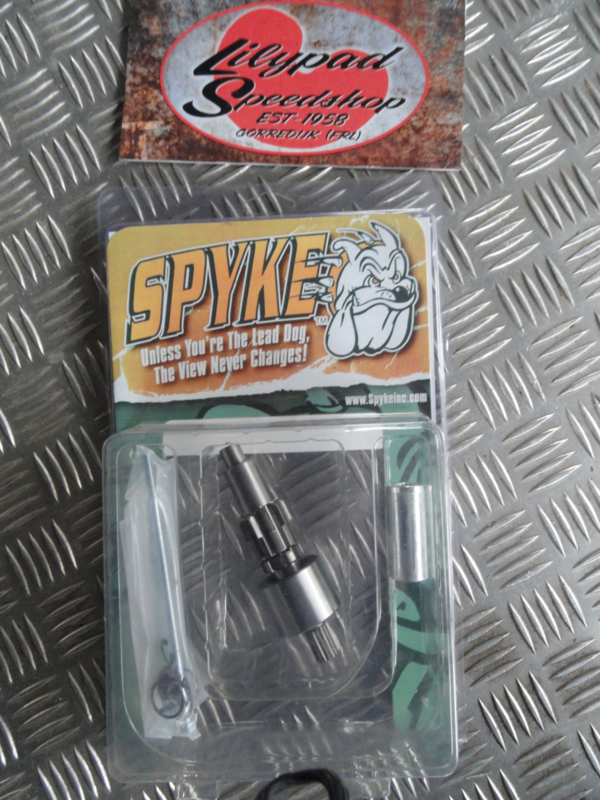 Lilypad
Speedshop
EST 1958
GORREDIJK (FRL)
SPYKE
TM
Unless You're The Lead Dog,
The View Never Changes!
www.Spykeinc.com